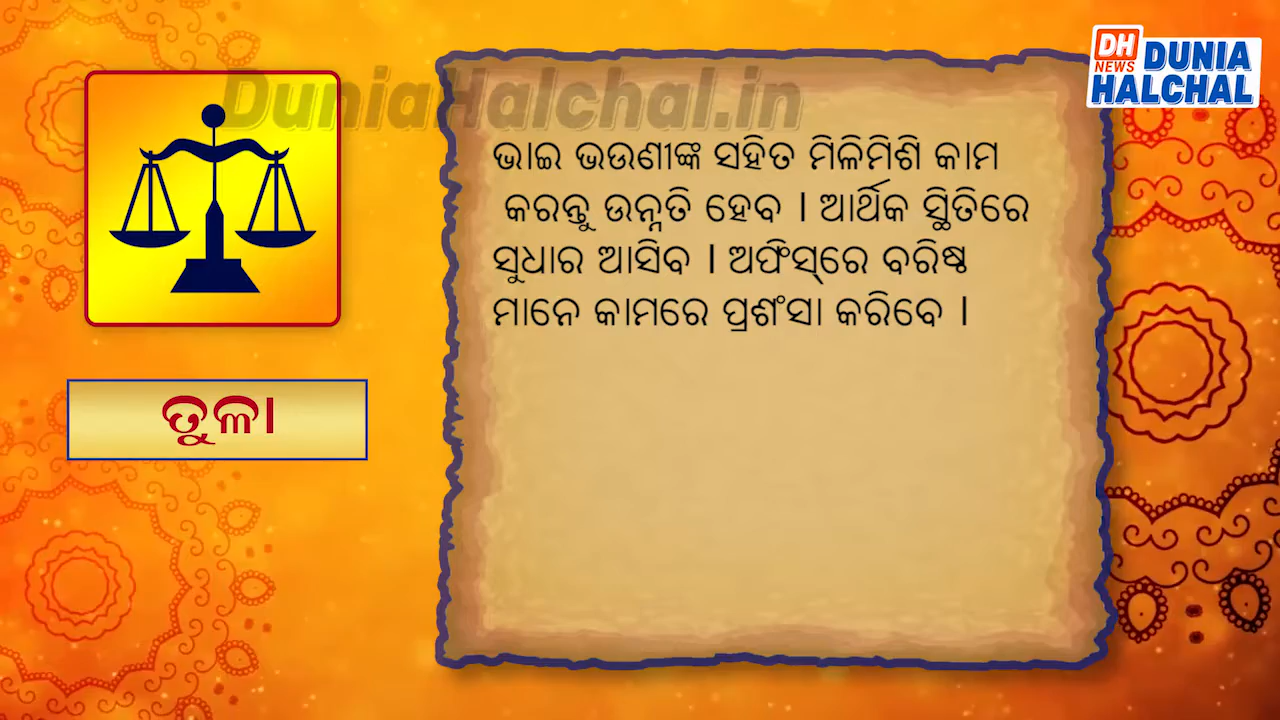 DuniaHalchal.in
DH NEWS DUNIA HALCHAL
ଭାଇ ଭଉଣୀଙ୍କ ସହିତ ମିଳିମିଶି କାମ
କରନ୍ତୁ ଉନ୍ନତି ହେବ । ଆର୍ଥିକ ସ୍ଥିତିରେ
ସୁଧାର ଆସିବ । ଅଫିସ୍‌ରେ ବରିଷ୍ଠ
ମାନେ କାମରେ ପ୍ରଶଂସା କରିବେ ।
ତୁଳା